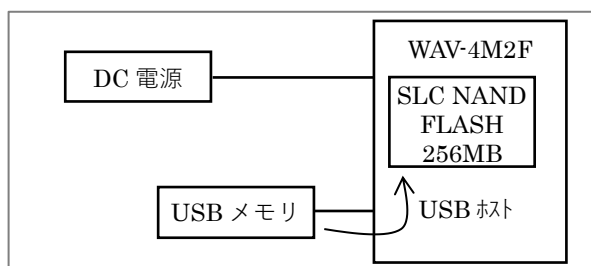 WAV-4M2F
DC 電源
SLC NAND
FLASH
256MB
USB メモリ
USB ﾎｽﾄ